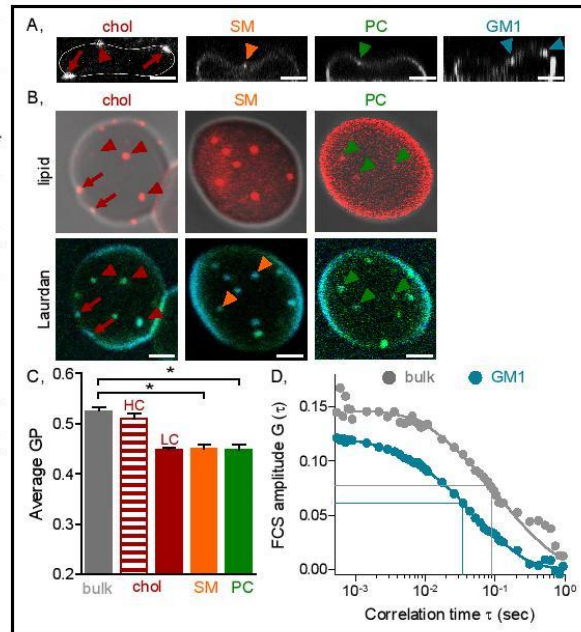 A, chol SM PC GM1
B, chol SM PC
lipid
Laurdan
C,
Average GP
0.6
0.5
0.4
0.3
0.2
*
*
HC
LC
bulk chol SM PC
D, bulk GM1
FCS amplitude G (τ)
0.15
0.10
0.05
0.00
10-3 10-2 10-1 100
Correlation time τ (sec)